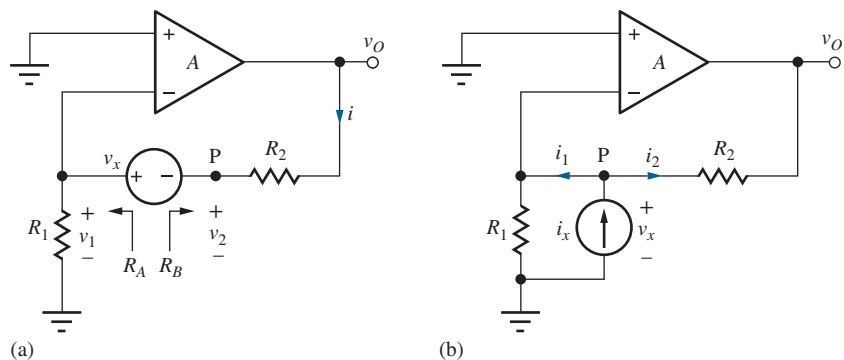 +
A
−
v_O
i
v_x
+
−
P
R_2
R_1
+
v_1
−
+
v_2
−
R_A
R_B
(a)
+
A
−
v_O
i_1
P
i_2
R_2
R_1
i_x
+
v_x
−
(b)